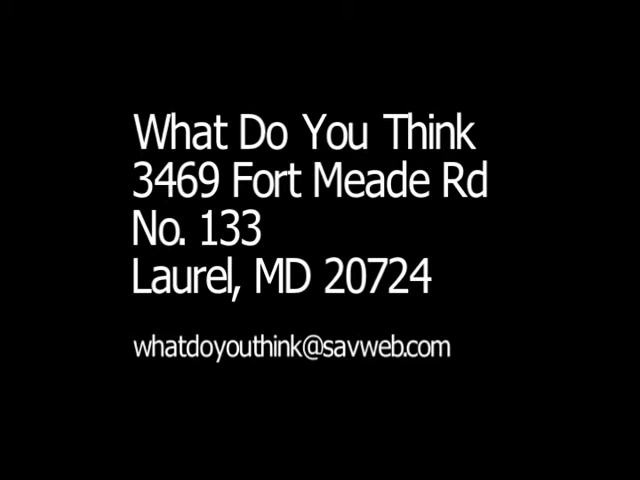 What Do You Think
3469 Fort Meade Rd
No. 133
Laurel, MD 20724
whatdoyouthink@savweb.com